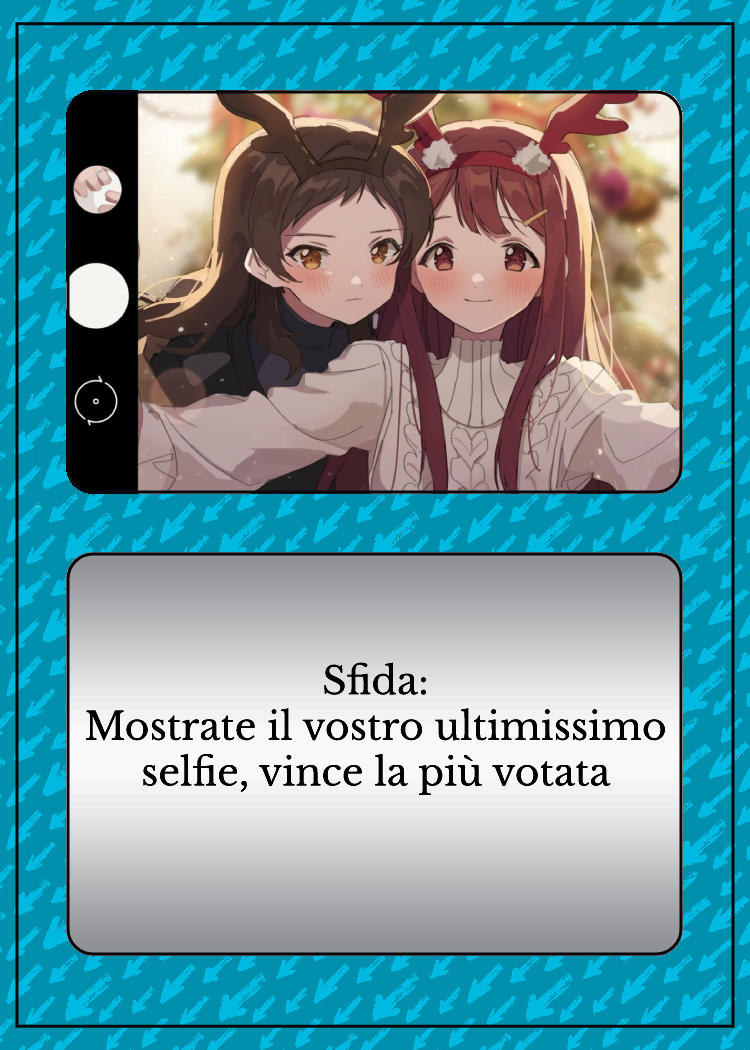 Sfida:
Mostrate il vostro ultimissimo
selfie, vince la più votata